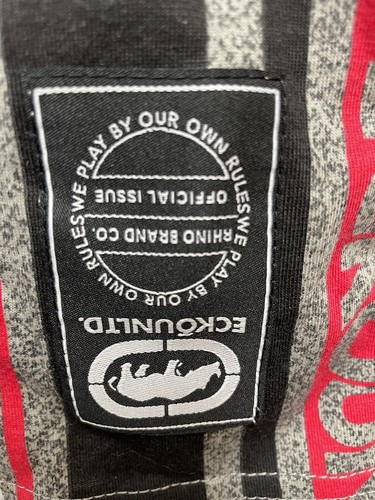 ECKŌUNLTD.
WE PLAY BY OUR OWN RULES
RHINO BRAND CO.
OFFICIAL ISSUE
WE PLAY BY OUR OWN RULES